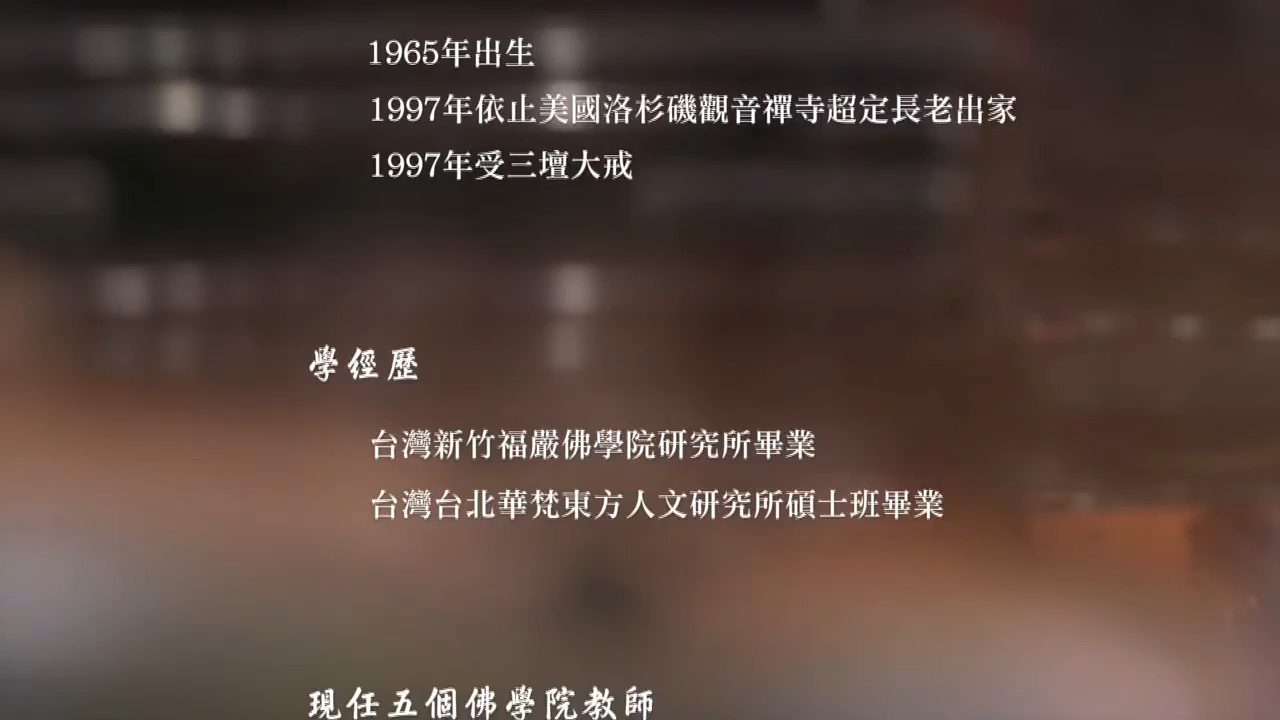 1965年出生
1997年依止美國洛杉磯觀音禪寺超定長老出家
1997年受三壇大戒
學經歷
台灣新竹福嚴佛學院研究所畢業
台灣台北華梵東方人文研究所碩士班畢業
現任五個佛學院教師